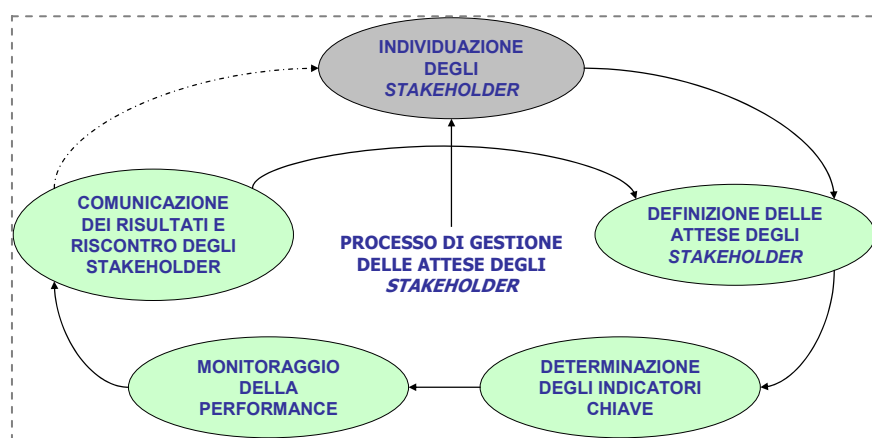 INDIVIDUAZIONE
DEGLI
STAKEHOLDER
COMUNICAZIONE
DEI RISULTATI E
RISCONTRO DEGLI
STAKEHOLDER
PROCESSO DI GESTIONE
DELLE ATTESE DEGLI
STAKEHOLDER
DEFINIZIONE DELLE
ATTESE DEGLI
STAKEHOLDER
MONITORAGGIO
DELLA
PERFORMANCE
DETERMINAZIONE
DEGLI INDICATORI
CHIAVE